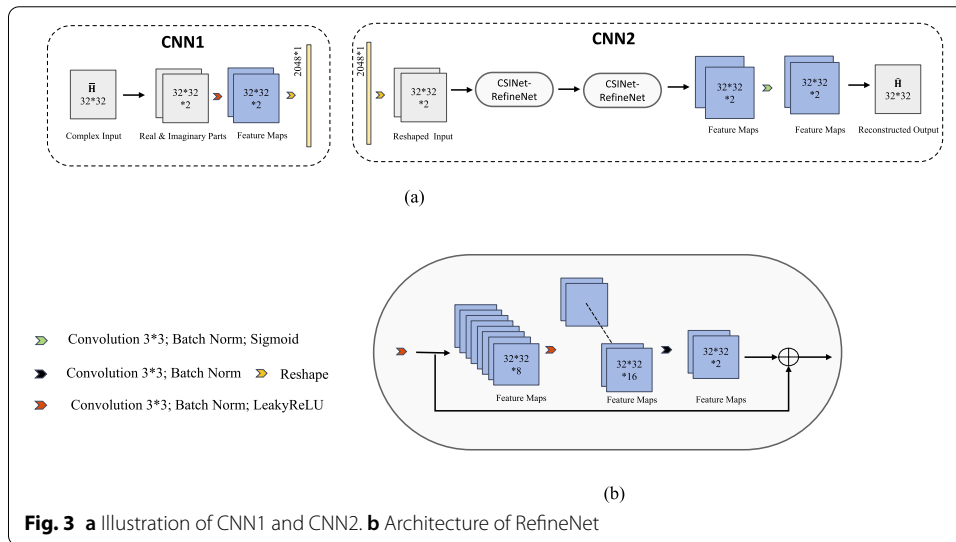 CNN1
H̄
32*32
Complex Input
32*32
*2
Real & Imaginary Parts
32*32
*2
Feature Maps
2048*1
CNN2
2048*1
32*32
*2
Reshaped Input
CSINet-
RefineNet
CSINet-
RefineNet
32*32
*2
Feature Maps
32*32
*2
Feature Maps
Ĥ
32*32
Reconstructed Output
(a)
Convolution 3*3; Batch Norm; Sigmoid
Convolution 3*3; Batch Norm
Reshape
Convolution 3*3; Batch Norm; LeakyReLU
32*32
*8
Feature Maps
32*32
*16
Feature Maps
32*32
*2
Feature Maps
(b)
Fig. 3 a Illustration of CNN1 and CNN2. b Architecture of RefineNet